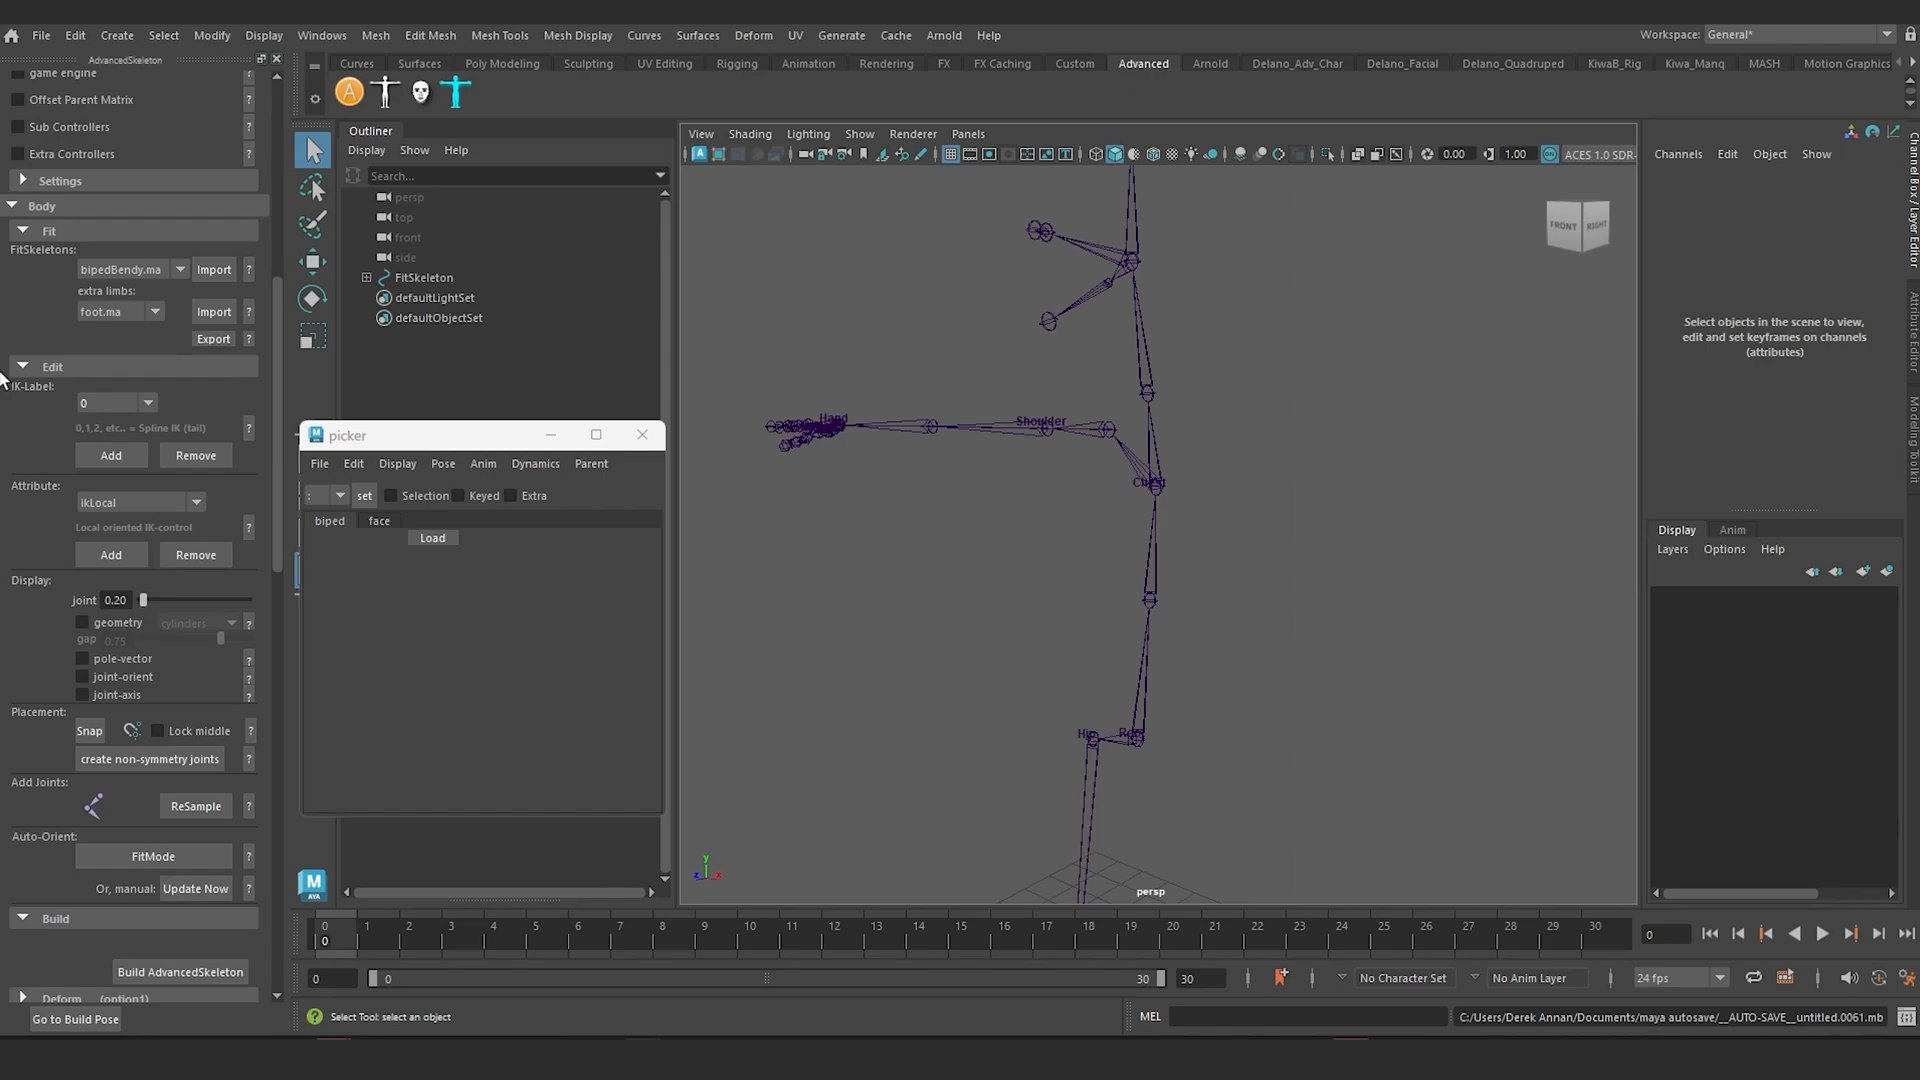 File Edit Create Select Modify Display Windows Mesh Edit Mesh Mesh Tools Mesh Display Curves Surfaces Deform UV Generate Cache Arnold Help
Workspace: General*
AdvancedSkeleton
Curves Surfaces Poly Modeling Sculpting UV Editing Rigging Animation Rendering FX FX Caching Custom Advanced Arnold Delano_Adv_Char Delano_Facial Delano_Quadruped KiwaB_Rig Kiwa_Manq MASH Motion Graphics
game engine
Offset Parent Matrix ?
Sub Controllers ?
Extra Controllers ?
Settings
Body
Fit
FitSkeletons:
bipedBendy.ma Import ?
extra limbs:
foot.ma Import ?
Export ?
Edit
IK-Label:
0
0,1,2, etc.. = Spline IK (tail) ?
Add Remove
Attribute:
ikLocal
Local oriented IK-control ?
Add Remove
Display:
joint 0.20
geometry cylinders ?
gap 0.75
pole-vector ?
joint-orient ?
joint-axis ?
Placement:
Snap Lock middle ?
create non-symmetry joints ?
Add Joints:
ReSample ?
Auto-Orient:
FitMode ?
Or, manual: Update Now ?
Build
Build AdvancedSkeleton
Deform (option1)
Go to Build Pose
A
Outliner
Display Show Help
Search...
persp
top
front
side
FitSkeleton
defaultLightSet
defaultObjectSet
picker
File Edit Display Pose Anim Dynamics Parent
: set Selection Keyed Extra
biped face
Load
M
AYA
View Shading Lighting Show Renderer Panels
0.00 1.00 ACES 1.0 SDR-
FRONT RIGHT
Hand
Shoulder
persp
y
z x
Channels Edit Object Show
Select objects in the scene to view,
edit and set keyframes on channels
(attributes)
Channel Box / Layer Editor
Attribute Editor
Modeling Toolkit
Display Anim
Layers Options Help
0 1 2 3 4 5 6 7 8 9 10 11 12 13 14 15 16 17 18 19 20 21 22 23 24 25 26 27 28 29 30
0
0
0 0 30 30 No Character Set No Anim Layer 24 fps
Select Tool: select an object
MEL
C:/Users/Derek Annan/Documents/maya autosave/__AUTO-SAVE__untitled.0061.mb